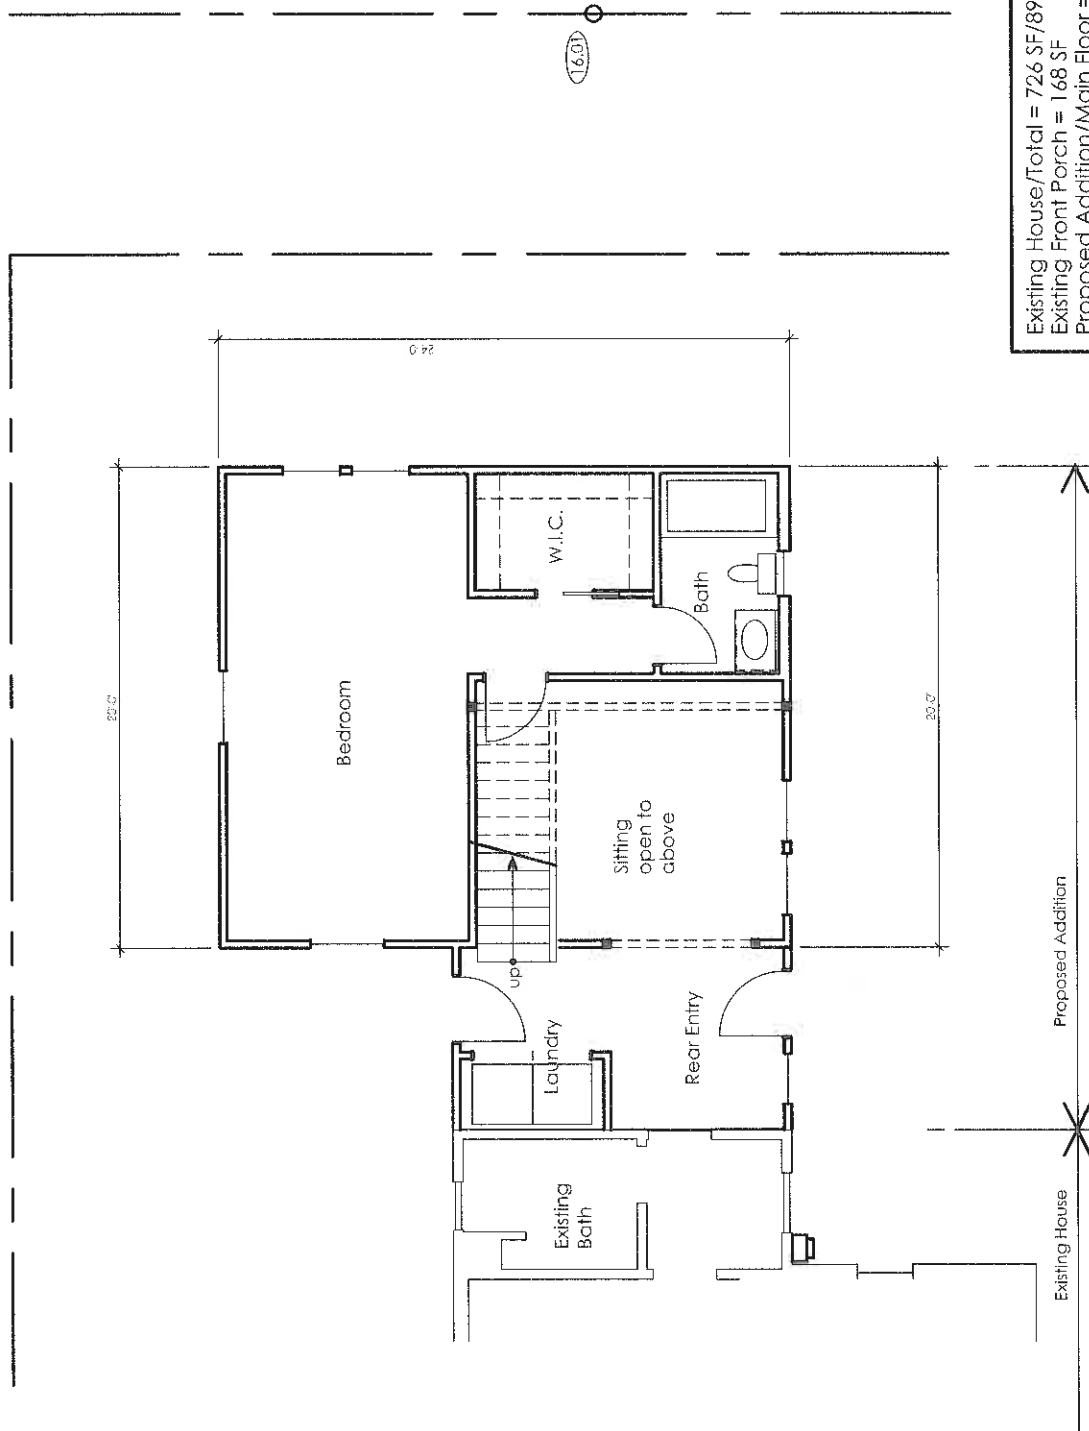 16.01
24'-0"
20'-0"
Bedroom
W.I.C.
Bath
Sitting
open to
above
20'-0"
up
Laundry
Rear Entry
Existing
Bath
Proposed Addition
Existing House
Existing House/Total = 726 SF/89
Existing Front Porch = 168 SF
Proposed Addition/Main Floor =